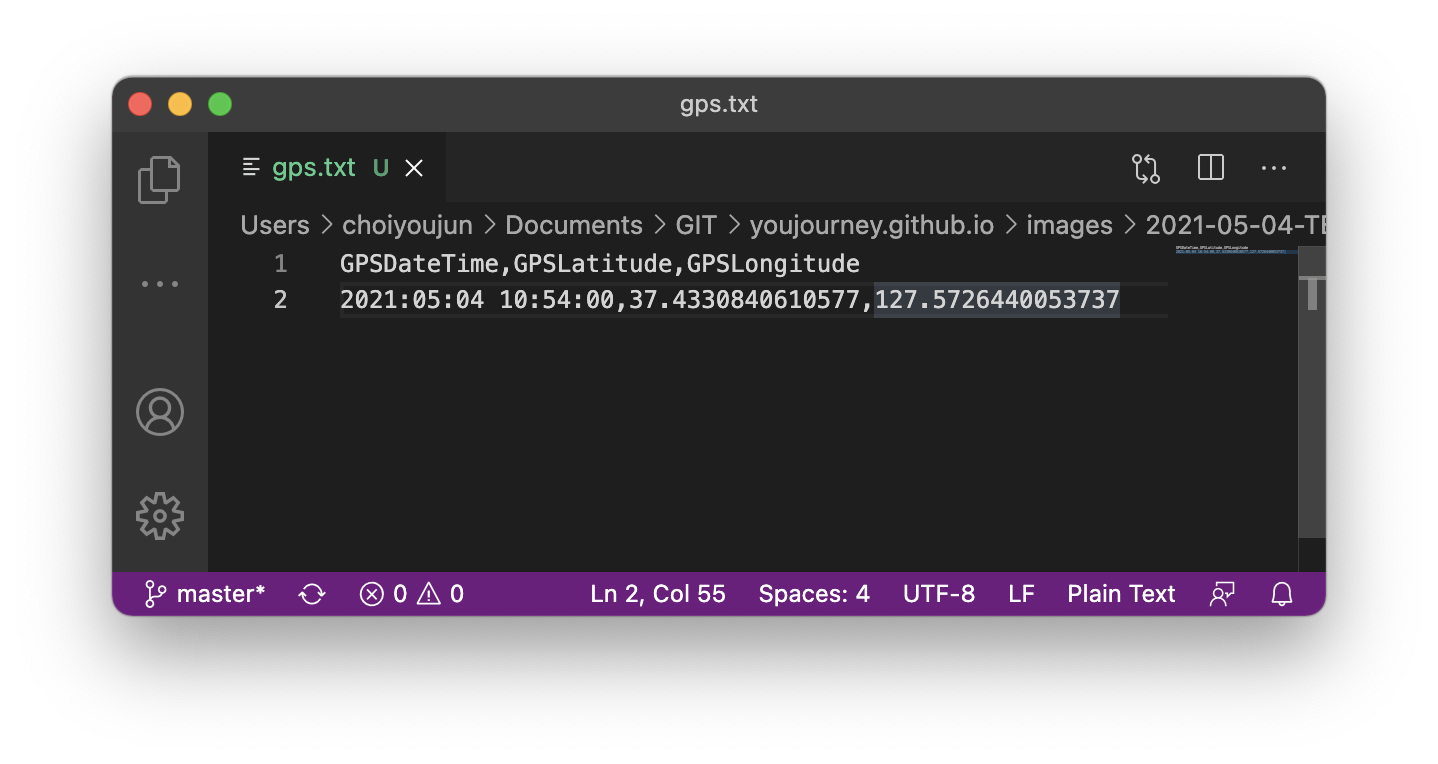 gps.txt
gps.txt U
Users > choiyoujun > Documents > GIT > youjourney.github.io > images > 2021-05-04-TE
1 GPSDateTime,GPSLatitude,GPSLongitude
2 2021:05:04 10:54:00,37.4330840610577,127.5726440053737
master* 0 0 Ln 2, Col 55 Spaces: 4 UTF-8 LF Plain Text